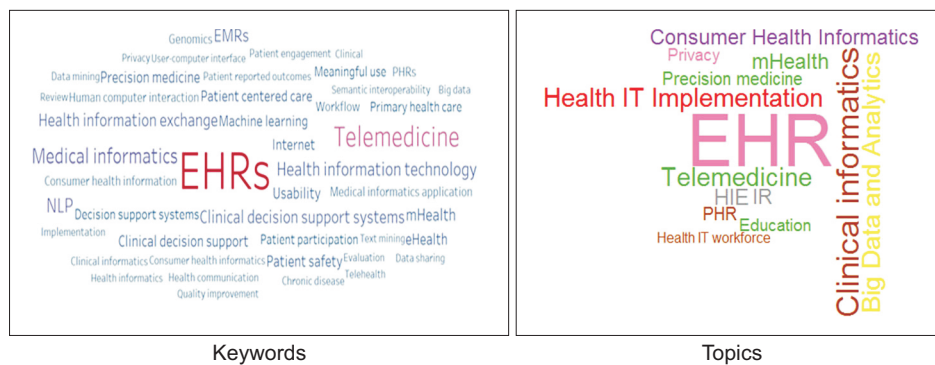 Genomics EMRs
Privacy User-computer interface Patient engagement Clinical
Data mining Precision medicine Patient reported outcomes Meaningful use PHRs
Review Human computer interaction Patient centered care Semantic interoperability Big data
Workflow Primary health care
Health information exchange Machine learning
Internet Telemedicine
Medical informatics EHRs Health information technology
Consumer health information
Usability Medical informatics application
NLP Decision support systems Clinical decision support systems mHealth
Implementation
Clinical decision support Patient participation Text mining eHealth
Clinical informatics Consumer health informatics Patient safety Evaluation Data sharing
Health informatics Health communication Chronic disease Telehealth
Quality improvement
Keywords
Consumer Health Informatics
Privacy mHealth
Precision medicine
Health IT Implementation
EHR
Telemedicine
HIE IR
PHR
Education
Health IT workforce
Clinical informatics
Big Data and Analytics
Topics